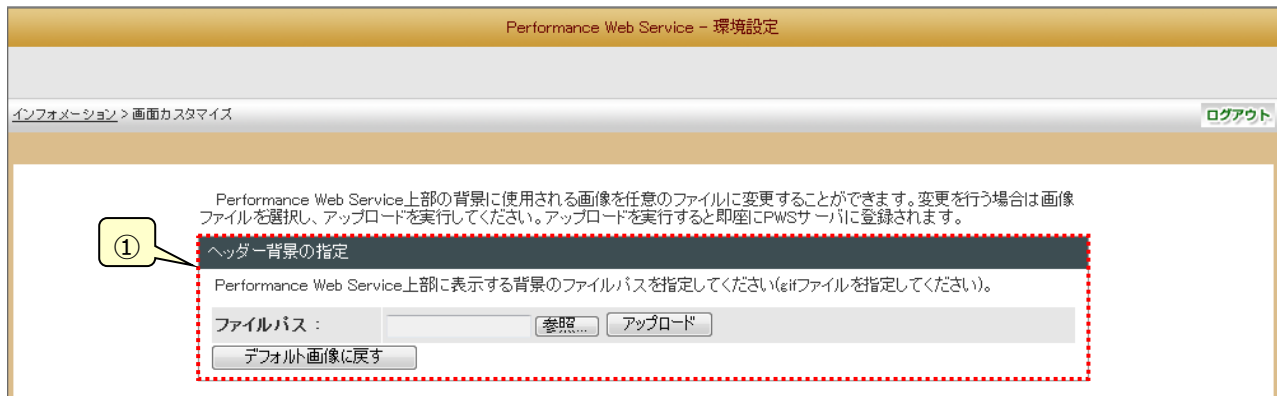 Performance Web Service - 環境設定
インフォメーション > 画面カスタマイズ
ログアウト
Performance Web Service上部の背景に使用される画像を任意のファイルに変更することができます。変更を行う場合は画像
ファイルを選択し、アップロードを実行してください。アップロードを実行すると即座にPWSサーバに登録されます。
①
ヘッダー背景の指定
Performance Web Service上部に表示する背景のファイルパスを指定してください(gifファイルを指定してください)。
ファイルパス : 参照... アップロード
デフォルト画像に戻す